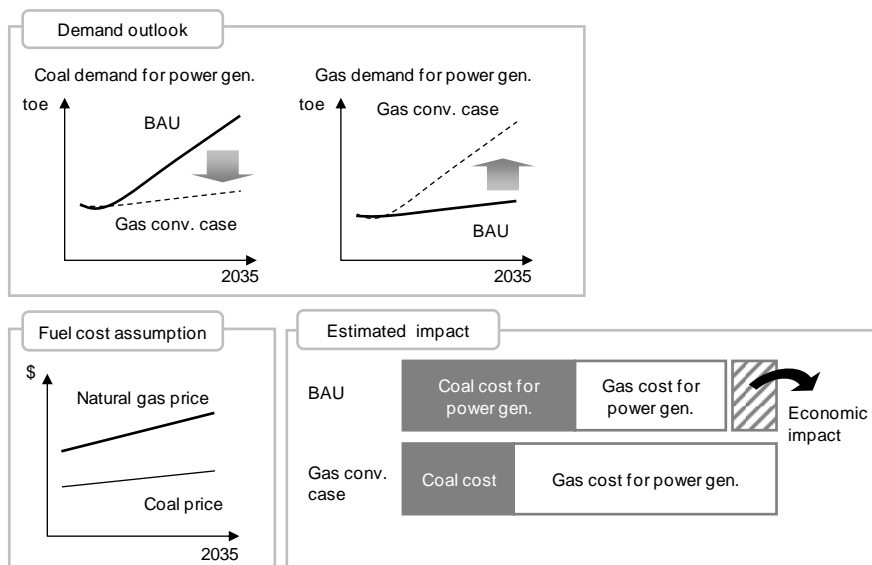 Demand outlook
Coal demand for power gen.
toe
BAU
Gas conv. case
2035
Gas demand for power gen.
toe
Gas conv. case
BAU
2035
Fuel cost assumption
$
Natural gas price
Coal price
2035
Estimated impact
BAU
Coal cost for
power gen.
Gas cost for
power gen.
Economic
impact
Gas conv.
case
Coal cost
Gas cost for power gen.